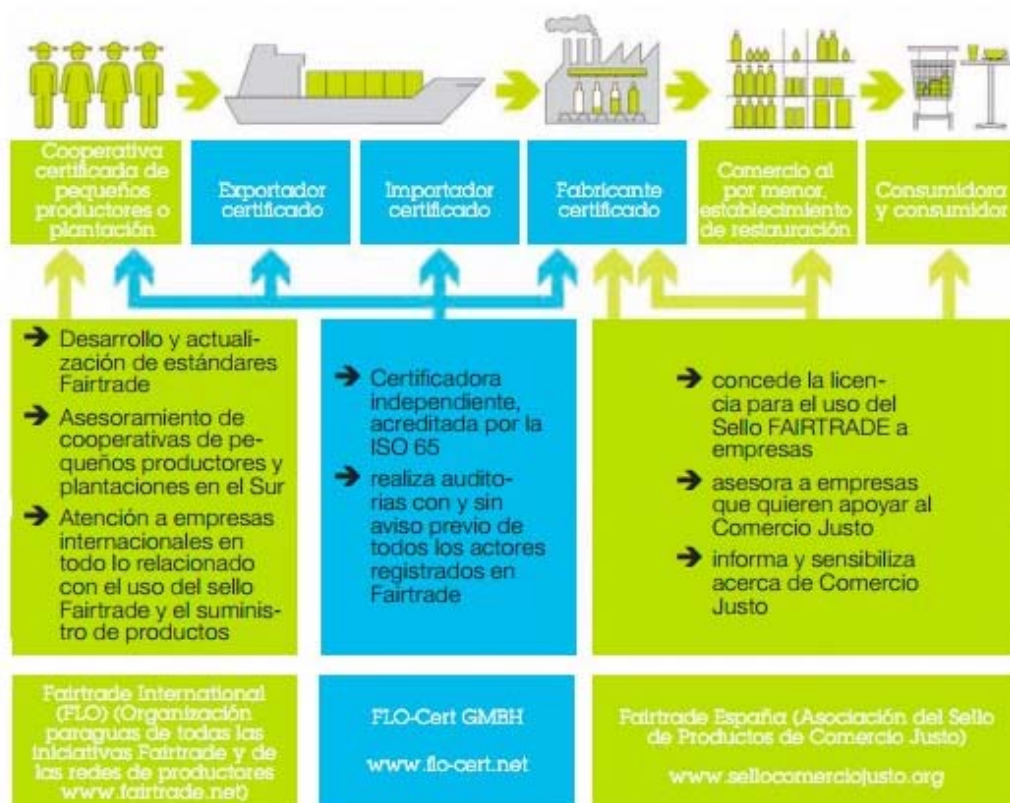 Cooperativa
certificada de
pequeños
productores o
plantación
Exportador
certificado
Importador
certificado
Fabricante
certificado
Comercio al
por menor,
establecimiento
de restauración
Consumidora
y consumidor
➔ Desarrollo y actuali-
zación de estándares
Fairtrade
➔ Asesoramiento de
cooperativas de pe-
queños productores y
plantaciones en el Sur
➔ Atención a empresas
internacionales en
todo lo relacionado
con el uso del sello
Fairtrade y el suminis-
tro de productos
➔ Certificadora
independiente,
acreditada por la
ISO 65
➔ realiza audito-
rias con y sin
aviso previo de
todos los actores
registrados en
Fairtrade
➔ concede la licen-
cia para el uso del
Sello FAIRTRADE a
empresas
➔ asesora a empresas
que quieren apoyar al
Comercio Justo
➔ informa y sensibiliza
acerca de Comercio
Justo
Fairtrade International
(FLO) (Organización
paraguas de todas las
iniciativas Fairtrade y de
las redes de productores
www.fairtrade.net)
FLO-Cert GMBH
www.flo-cert.net
Fairtrade España (Asociación del Sello
de Productos de Comercio Justo)
www.sellocomerciojusto.org